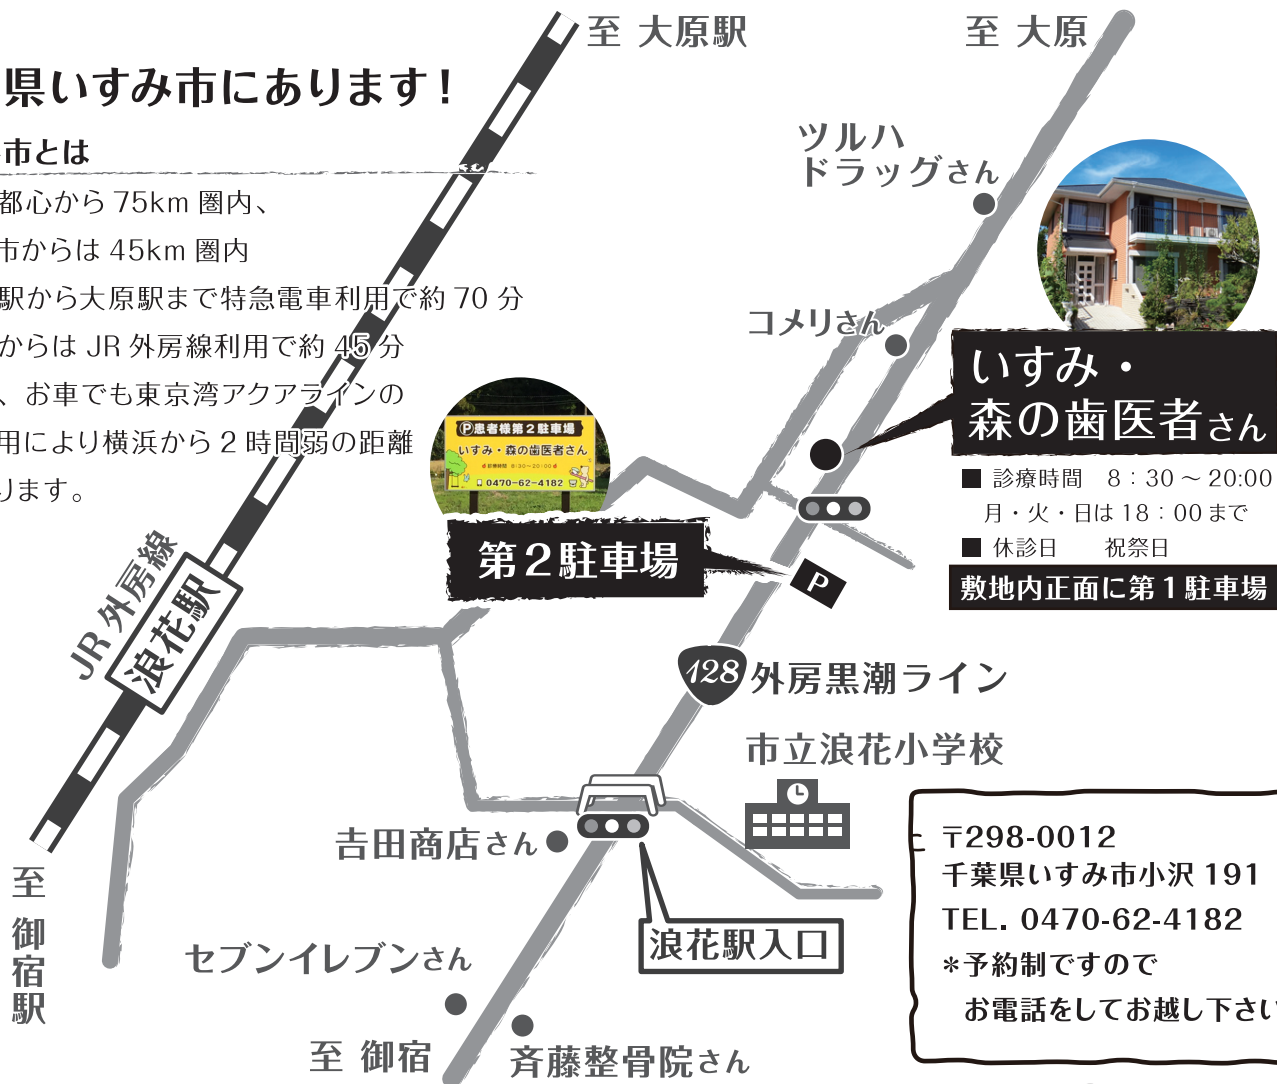 至 大原駅
至 大原
県いすみ市にあります！
市とは
都心から 75km 圏内、
市からは 45km 圏内
駅から大原駅まで特急電車利用で約 70 分
からは JR 外房線利用で約 45 分
、お車でも東京湾アクアラインの
用により横浜から 2 時間弱の距離
ります。
ツルハ
ドラッグさん
コメリさん
いすみ・
森の歯医者さん
■ 診療時間　8：30 ～ 20:00
月・火・日は 18：00 まで
■ 休診日　祝祭日
敷地内正面に第 1 駐車場
Ⓟ患者様第2駐車場
いすみ・森の歯医者さん
診療時間 8:30～20:00
0470-62-4182
第2駐車場
P
JR 外房線
浪花駅
128 外房黒潮ライン
市立浪花小学校
吉田商店さん
浪花駅入口
至 御宿駅
セブンイレブンさん
至 御宿
斉藤整骨院さん
〒298-0012
千葉県いすみ市小沢 191
TEL. 0470-62-4182
＊予約制ですので
お電話をしてお越し下さい